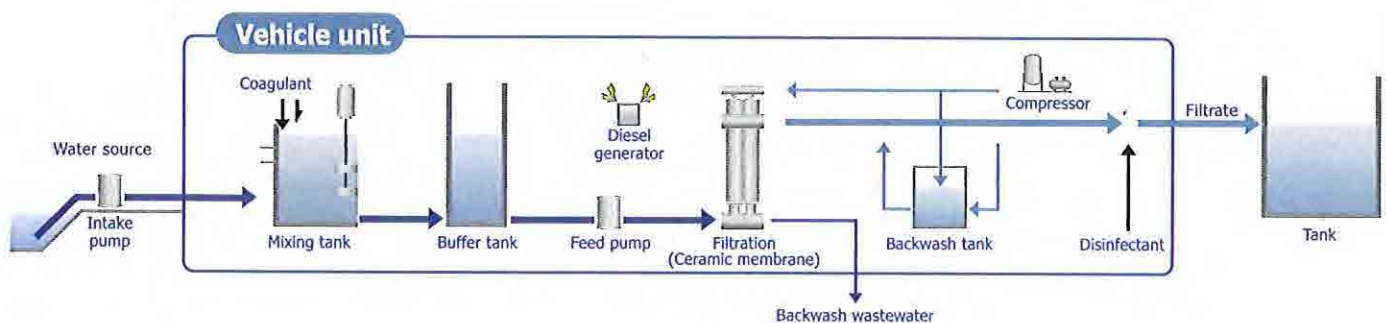 Vehicle unit
Coagulant
Water source
Intake
pump
Mixing tank
Buffer tank
Diesel
generator
Feed pump
Filtration
(Ceramic membrane)
Compressor
Backwash tank
Disinfectant
Filtrate
Tank
Backwash wastewater